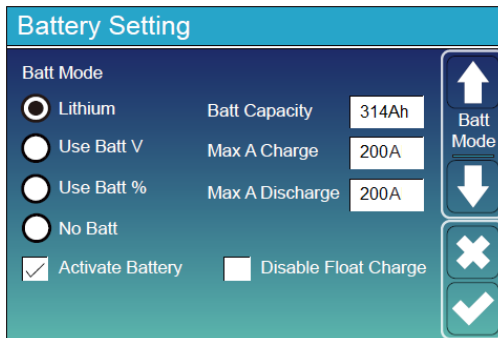 Battery Setting
Batt Mode
Lithium
Batt Capacity 314Ah
Use Batt V
Max A Charge 200A
Use Batt %
Max A Discharge 200A
No Batt
Activate Battery
Disable Float Charge
Batt
Mode